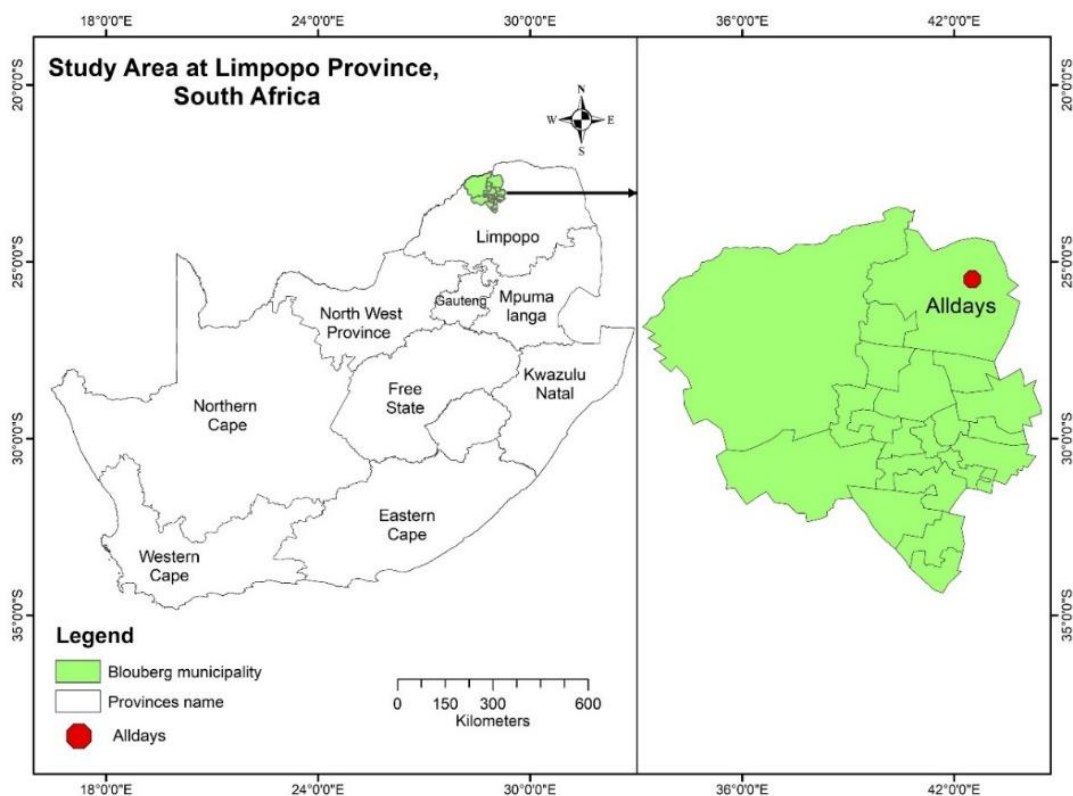 18°0'0"E 24°0'0"E 30°0'0"E 36°0'0"E 42°0'0"E
Study Area at Limpopo Province,
South Africa
N
W E
S
20°0'0"S 20°0'0"S
25°0'0"S 25°0'0"S
30°0'0"S 30°0'0"S
35°0'0"S 35°0'0"S
Limpopo
Gauteng
Mpuma
langa
North West
Province
Free
State
Kwazulu
Natal
Northern
Cape
Eastern
Cape
Western
Cape
Alldays
Legend
Blouberg municipality
Provinces name
Alldays
0 150 300 600
Kilometers
18°0'0"E 24°0'0"E 30°0'0"E 36°0'0"E 42°0'0"E